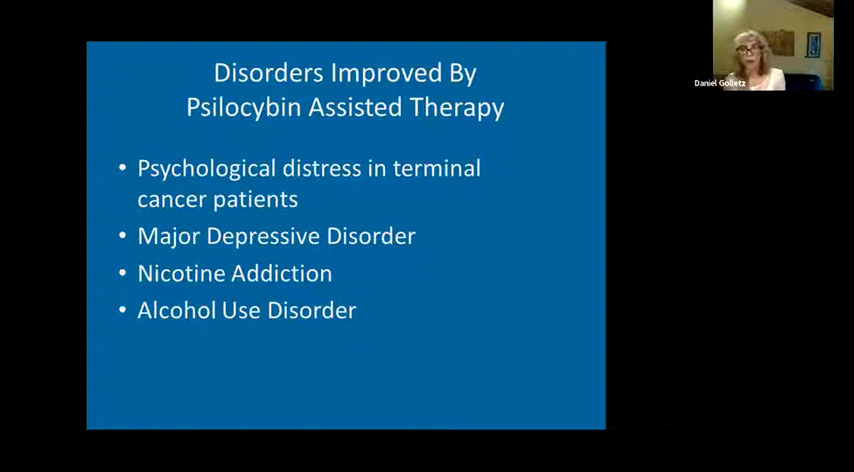 Disorders Improved By
Psilocybin Assisted Therapy
• Psychological distress in terminal
cancer patients
• Major Depressive Disorder
• Nicotine Addiction
• Alcohol Use Disorder
Daniel Golletz